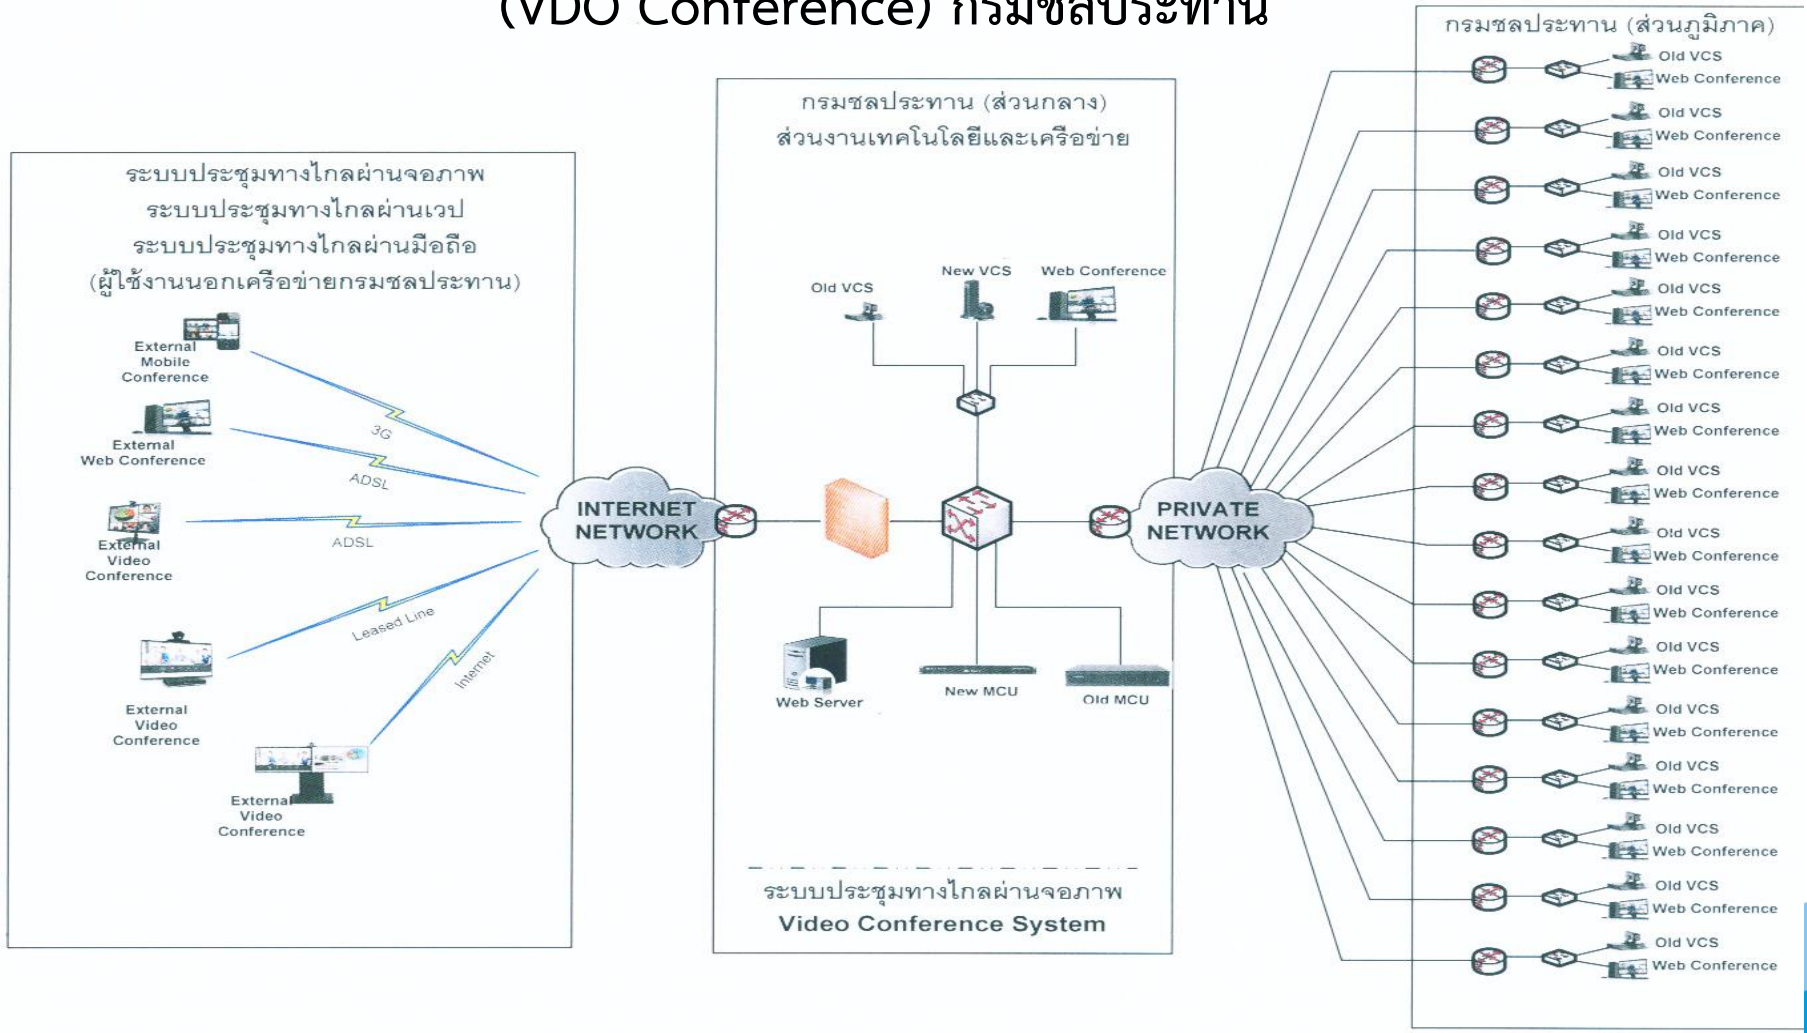 (VDO Conference) กรมชลประทาน
ระบบประชุมทางไกลผ่านจอภาพ
ระบบประชุมทางไกลผ่านเวป
ระบบประชุมทางไกลผ่านมือถือ
(ผู้ใช้งานนอกเครือข่ายกรมชลประทาน)
External
Mobile
Conference
3G
External
Web Conference
ADSL
External
Video
Conference
ADSL
Leased Line
External
Video
Conference
Internet
External
Video
Conference
INTERNET
NETWORK
กรมชลประทาน (ส่วนกลาง)
ส่วนงานเทคโนโลยีและเครือข่าย
Old VCS
New VCS
Web Conference
Web Server
New MCU
Old MCU
ระบบประชุมทางไกลผ่านจอภาพ
Video Conference System
PRIVATE
NETWORK
กรมชลประทาน (ส่วนภูมิภาค)
Old VCS
Web Conference
Old VCS
Web Conference
Old VCS
Web Conference
Old VCS
Web Conference
Old VCS
Web Conference
Old VCS
Web Conference
Old VCS
Web Conference
Old VCS
Web Conference
Old VCS
Web Conference
Old VCS
Web Conference
Old VCS
Web Conference
Old VCS
Web Conference
Old VCS
Web Conference
Old VCS
Web Conference
Old VCS
Web Conference
Old VCS
Web Conference